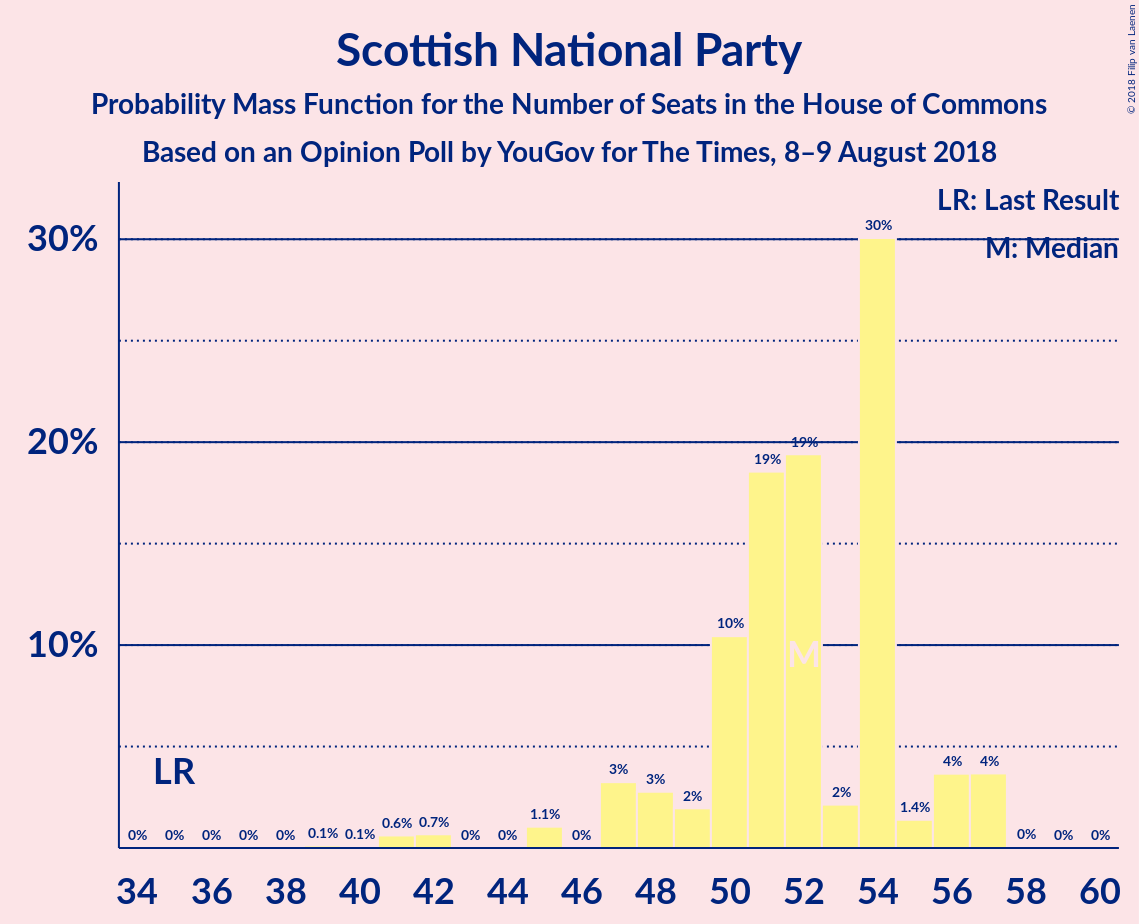 Scottish National Party
Probability Mass Function for the Number of Seats in the House of Commons
Based on an Opinion Poll by YouGov for The Times, 8–9 August 2018
© 2018 Filip van Laenen
LR: Last Result
M: Median
30%
20%
10%
LR
M
0% 0% 0% 0% 0% 0.1% 0.1% 0.6% 0.7% 0% 0% 1.1% 0% 3% 3% 2% 10% 19% 19% 2% 30% 1.4% 4% 4% 0% 0% 0%
34 36 38 40 42 44 46 48 50 52 54 56 58 60